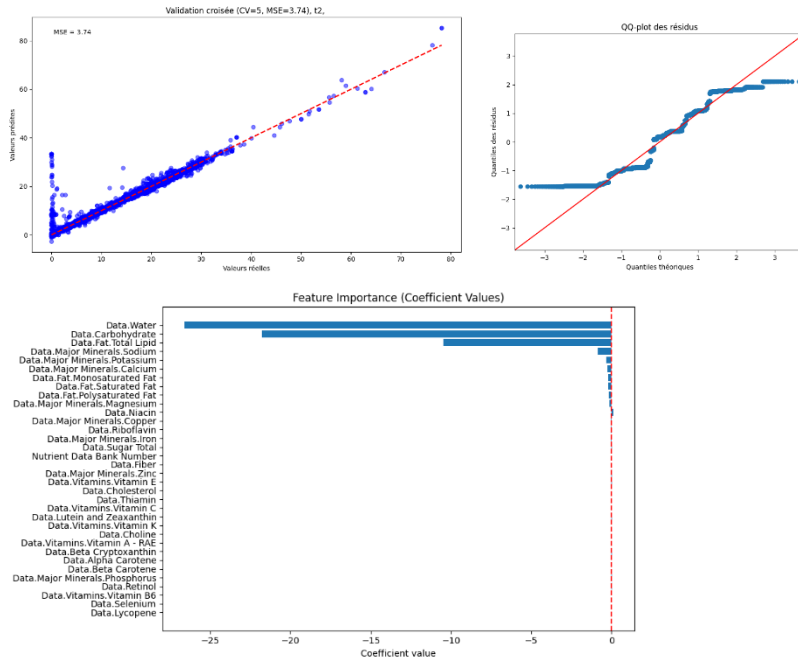 Validation croisée (CV=5, MSE=3.74), t2,
MSE = 3.74
Valeurs prédites
80
60
40
20
0
0 10 20 30 40 50 60 70 80
Valeurs réelles
QQ-plot des résidus
Quantiles des résidus
3
2
1
0
−1
−2
−3
−3 −2 −1 0 1 2 3
Quantiles théoriques
Feature Importance (Coefficient Values)
Data.Water
Data.Carbohydrate
Data.Fat.Total Lipid
Data.Major Minerals.Sodium
Data.Major Minerals.Potassium
Data.Major Minerals.Calcium
Data.Fat.Monosaturated Fat
Data.Fat.Saturated Fat
Data.Fat.Polysaturated Fat
Data.Major Minerals.Magnesium
Data.Niacin
Data.Major Minerals.Copper
Data.Riboflavin
Data.Major Minerals.Iron
Data.Sugar Total
Nutrient Data Bank Number
Data.Fiber
Data.Major Minerals.Zinc
Data.Vitamins.Vitamin E
Data.Cholesterol
Data.Thiamin
Data.Vitamins.Vitamin C
Data.Lutein and Zeaxanthin
Data.Vitamins.Vitamin K
Data.Choline
Data.Vitamins.Vitamin A - RAE
Data.Beta Cryptoxanthin
Data.Alpha Carotene
Data.Beta Carotene
Data.Major Minerals.Phosphorus
Data.Retinol
Data.Vitamins.Vitamin B6
Data.Selenium
Data.Lycopene
−25 −20 −15 −10 −5 0
Coefficient value